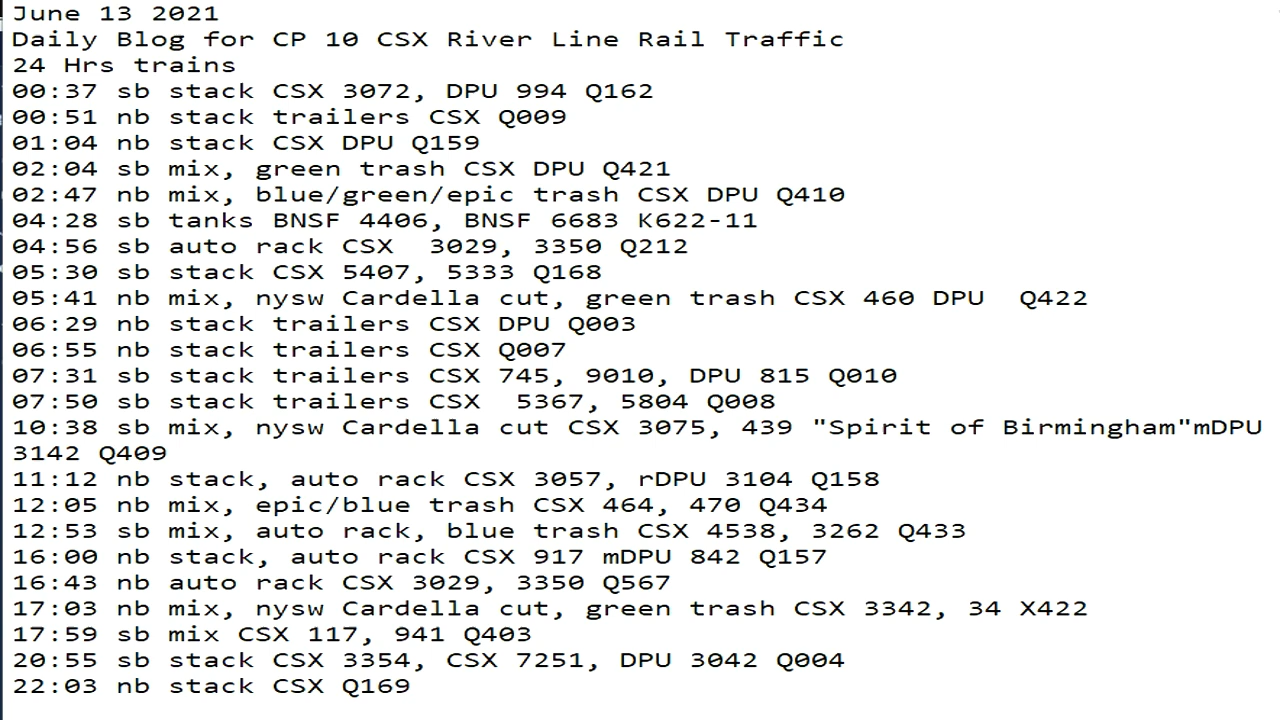 June 13 2021
Daily Blog for CP 10 CSX River Line Rail Traffic
24 Hrs trains
00:37 sb stack CSX 3072, DPU 994 Q162
00:51 nb stack trailers CSX Q009
01:04 nb stack CSX DPU Q159
02:04 sb mix, green trash CSX DPU Q421
02:47 nb mix, blue/green/epic trash CSX DPU Q410
04:28 sb tanks BNSF 4406, BNSF 6683 K622-11
04:56 sb auto rack CSX  3029, 3350 Q212
05:30 sb stack CSX 5407, 5333 Q168
05:41 nb mix, nysw Cardella cut, green trash CSX 460 DPU  Q422
06:29 nb stack trailers CSX DPU Q003
06:55 nb stack trailers CSX Q007
07:31 sb stack trailers CSX 745, 9010, DPU 815 Q010
07:50 sb stack trailers CSX  5367, 5804 Q008
10:38 sb mix, nysw Cardella cut CSX 3075, 439 "Spirit of Birmingham"mDPU
3142 Q409
11:12 nb stack, auto rack CSX 3057, rDPU 3104 Q158
12:05 nb mix, epic/blue trash CSX 464, 470 Q434
12:53 sb mix, auto rack, blue trash CSX 4538, 3262 Q433
16:00 nb stack, auto rack CSX 917 mDPU 842 Q157
16:43 nb auto rack CSX 3029, 3350 Q567
17:03 nb mix, nysw Cardella cut, green trash CSX 3342, 34 X422
17:59 sb mix CSX 117, 941 Q403
20:55 sb stack CSX 3354, CSX 7251, DPU 3042 Q004
22:03 nb stack CSX Q169